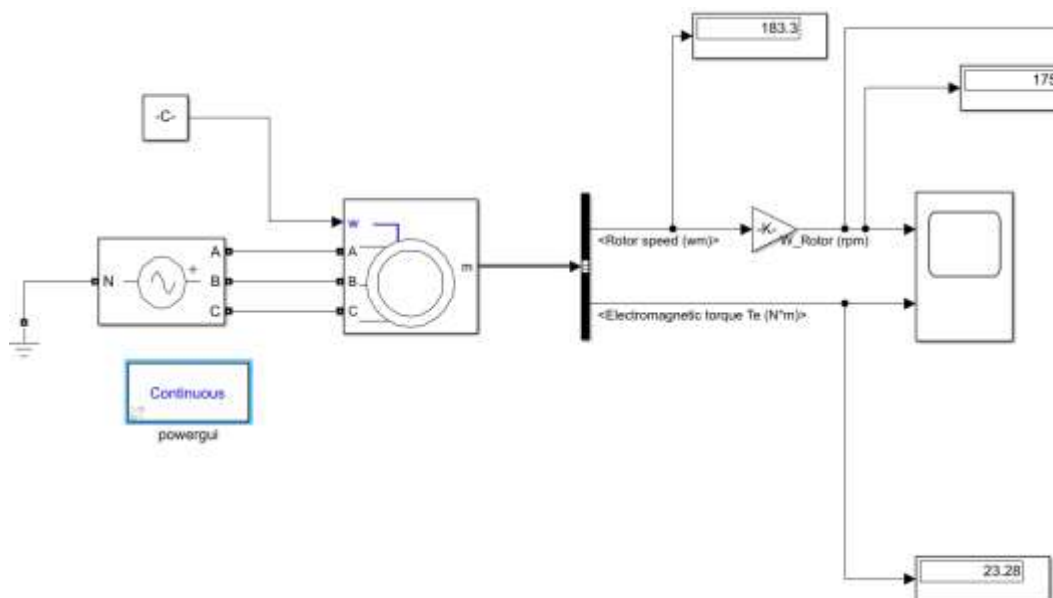 183.3
175
-C-
w
<Rotor speed (wm)>
-K-
W_Rotor (rpm)
A
A
m
N
+
B
B
C
C
<Electromagnetic torque Te (N*m)>
Continuous
powergui
23.28